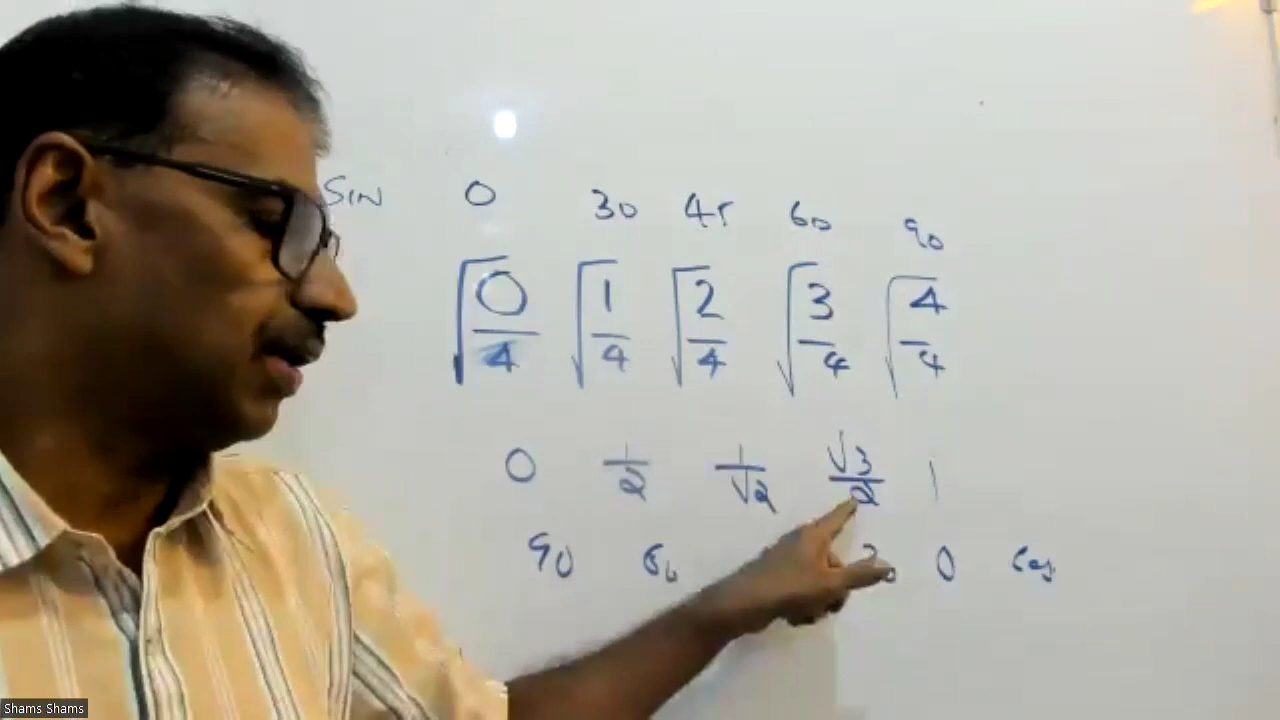 SIN 0 30 45 60 90
√0/4 √1/4 √2/4 √3/4 √4/4
0 1/2 1/√2 √3/2 1
90 60 0 Cos
Shams Shams